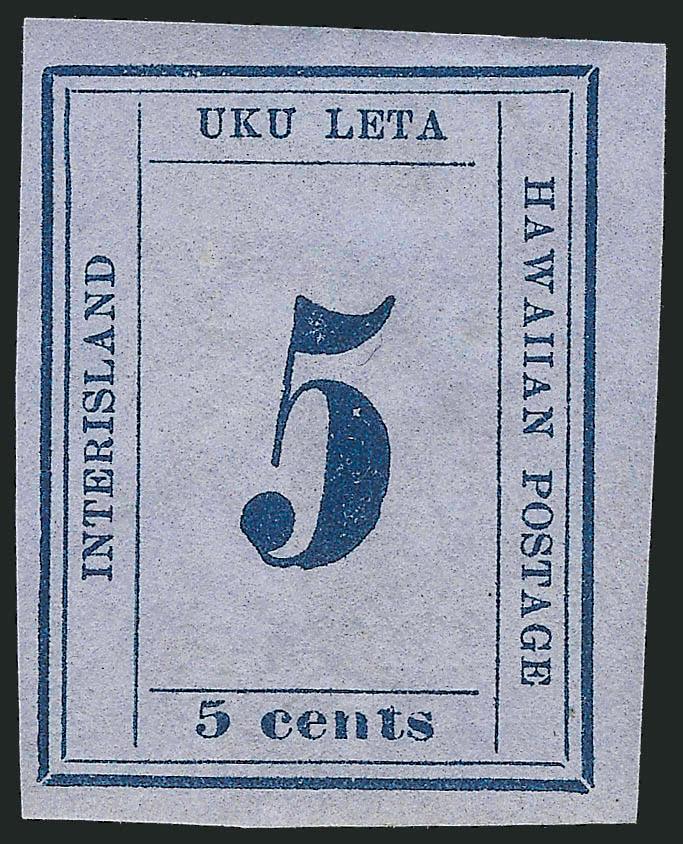 UKU LETA
INTERISLAND
HAWAIIAN POSTAGE
5
5 cents